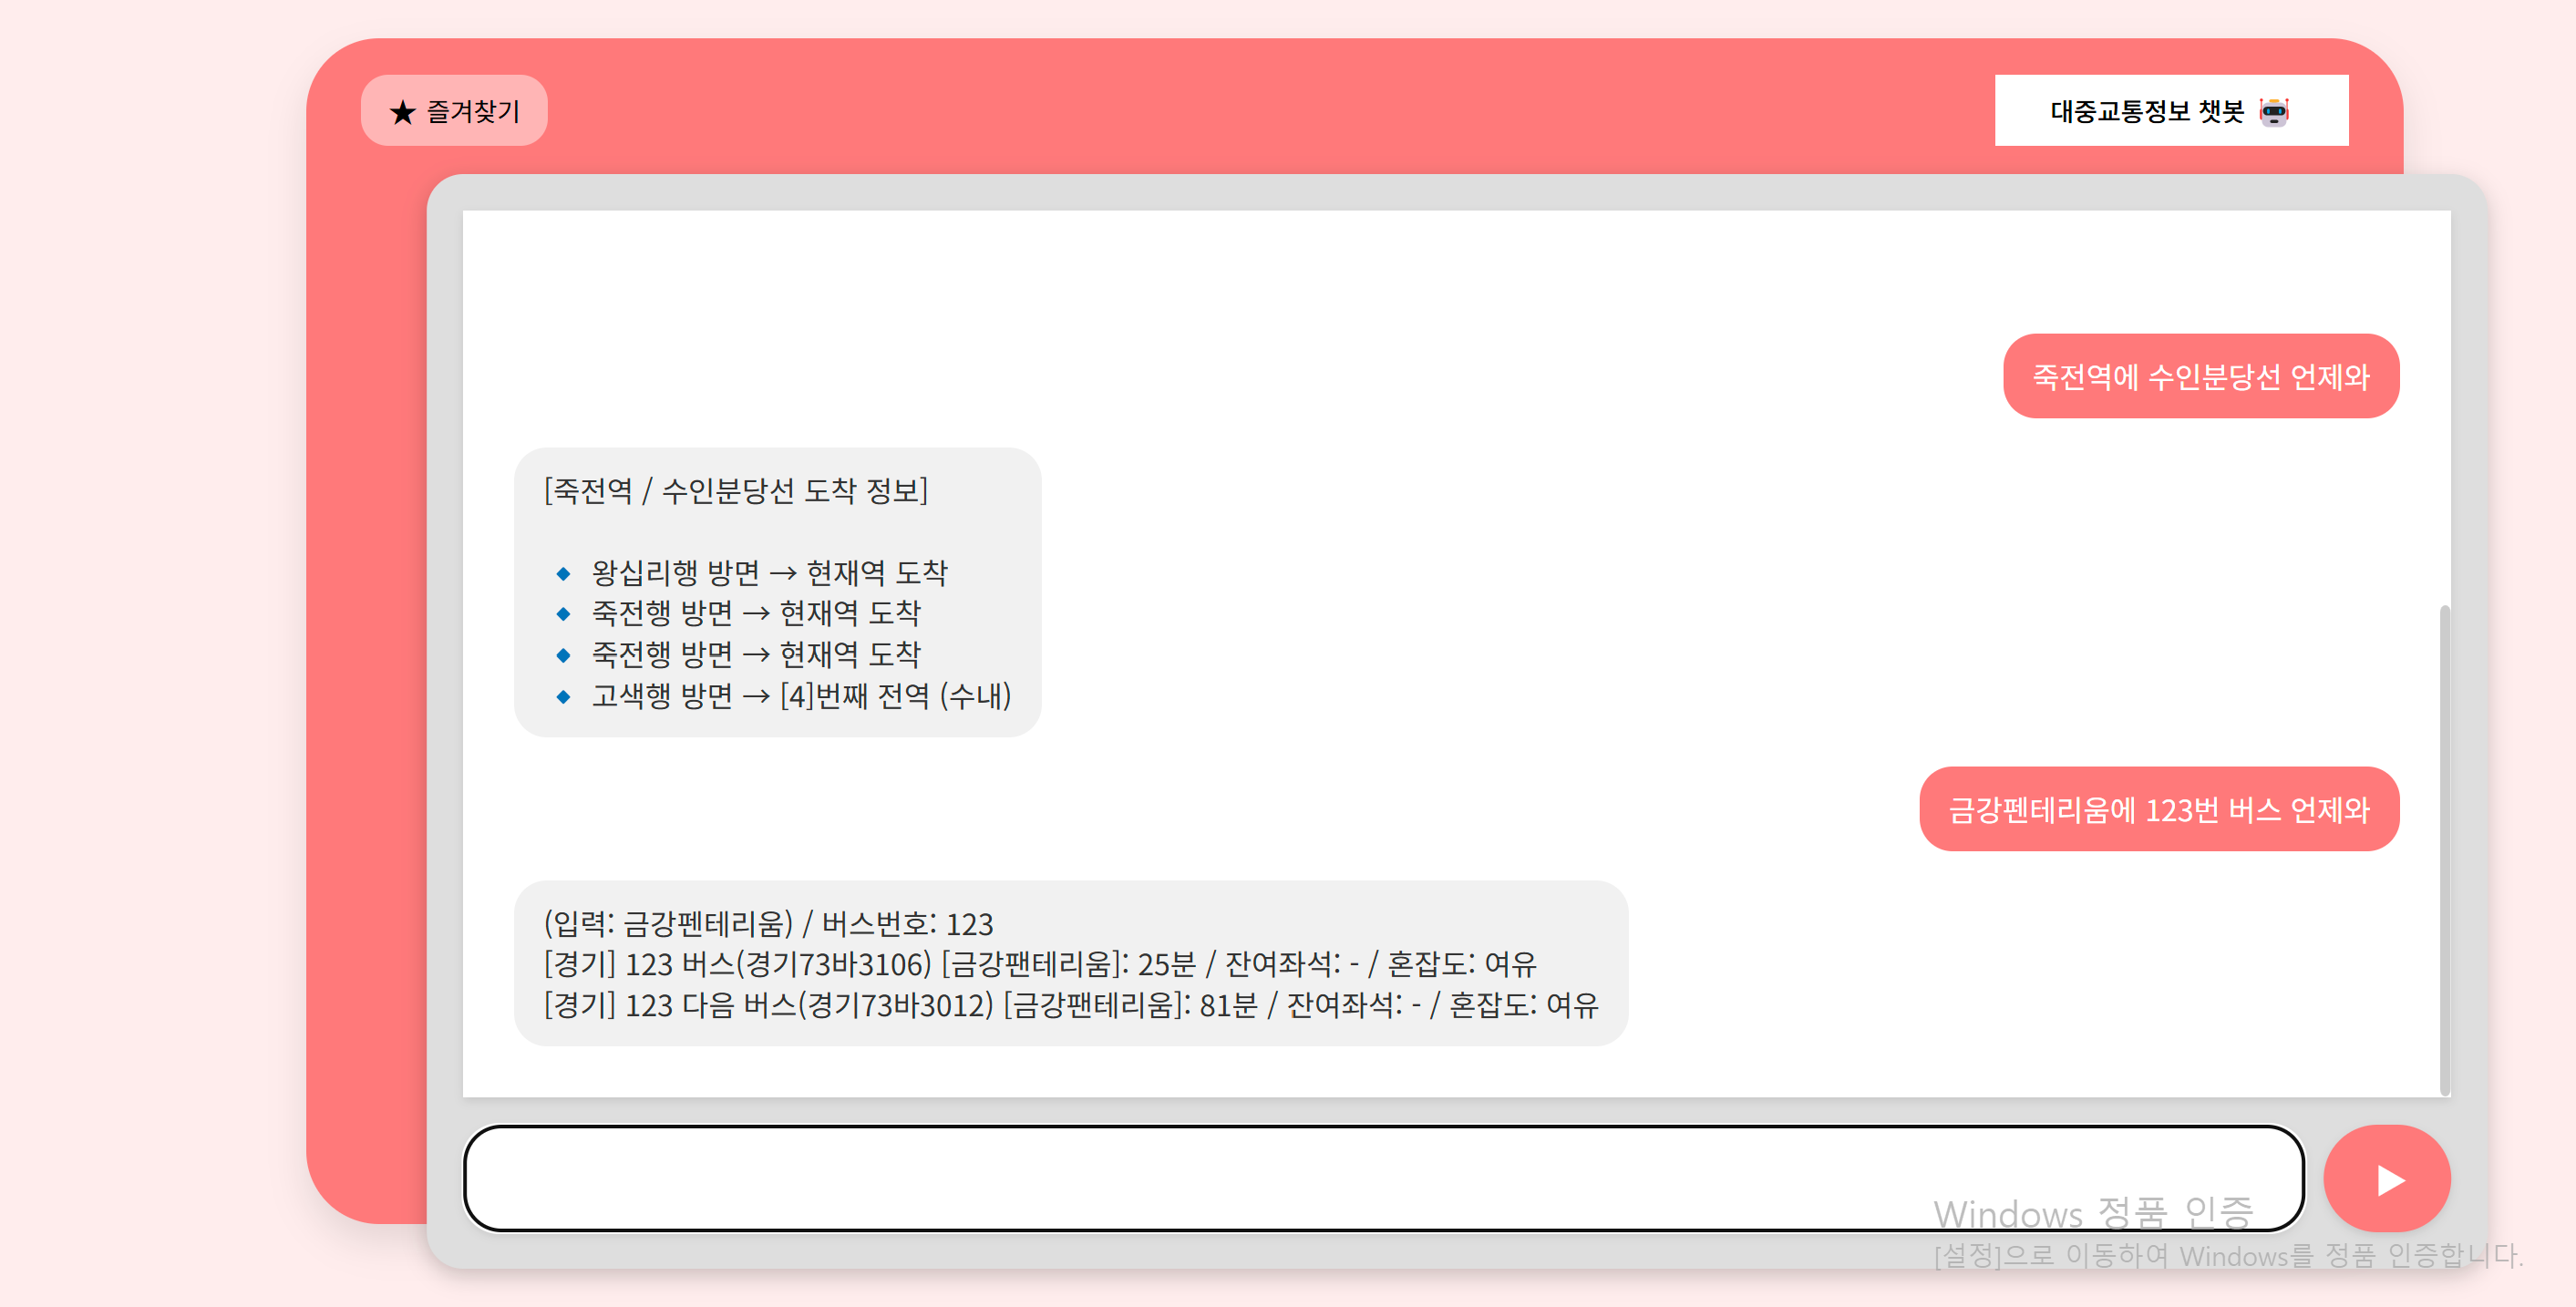 ★ 즐겨찾기
대중교통정보 챗봇
죽전역에 수인분당선 언제와
[죽전역 / 수인분당선 도착 정보]
왕십리행 방면 → 현재역 도착
죽전행 방면 → 현재역 도착
죽전행 방면 → 현재역 도착
고색행 방면 → [4]번째 전역 (수내)
금강펜테리움에 123번 버스 언제와
(입력: 금강펜테리움) / 버스번호: 123
[경기] 123 버스(경기73바3106) [금강팬테리움]: 25분 / 잔여좌석: - / 혼잡도: 여유
[경기] 123 다음 버스(경기73바3012) [금강팬테리움]: 81분 / 잔여좌석: - / 혼잡도: 여유
Windows 정품 인증
[설정]으로 이동하여 Windows를 정품 인증합니다.